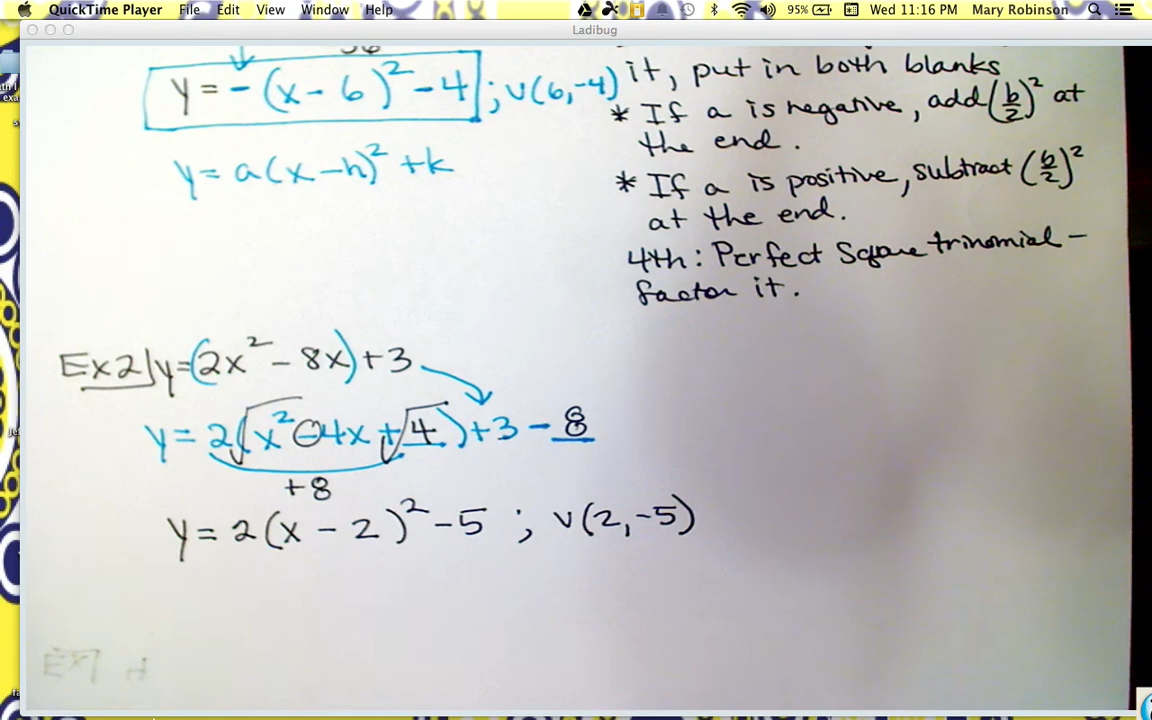 QuickTime Player File Edit View Window Help 95% Wed 11:16 PM Mary Robinson
Ladibug
y = -(x - 6)² - 4 ; v(6,-4)
y = a(x - h)² + k
it, put in both blanks
* If a is negative, add (b/2)² at
the end.
* If a is positive, subtract (b/2)²
at the end.
4th: Perfect Square trinomial -
factor it.
Ex2/ y=(2x² - 8x) + 3
y = 2(x² - 4x + 4) + 3 - 8
+8
y = 2(x - 2)² - 5 ; v(2,-5)